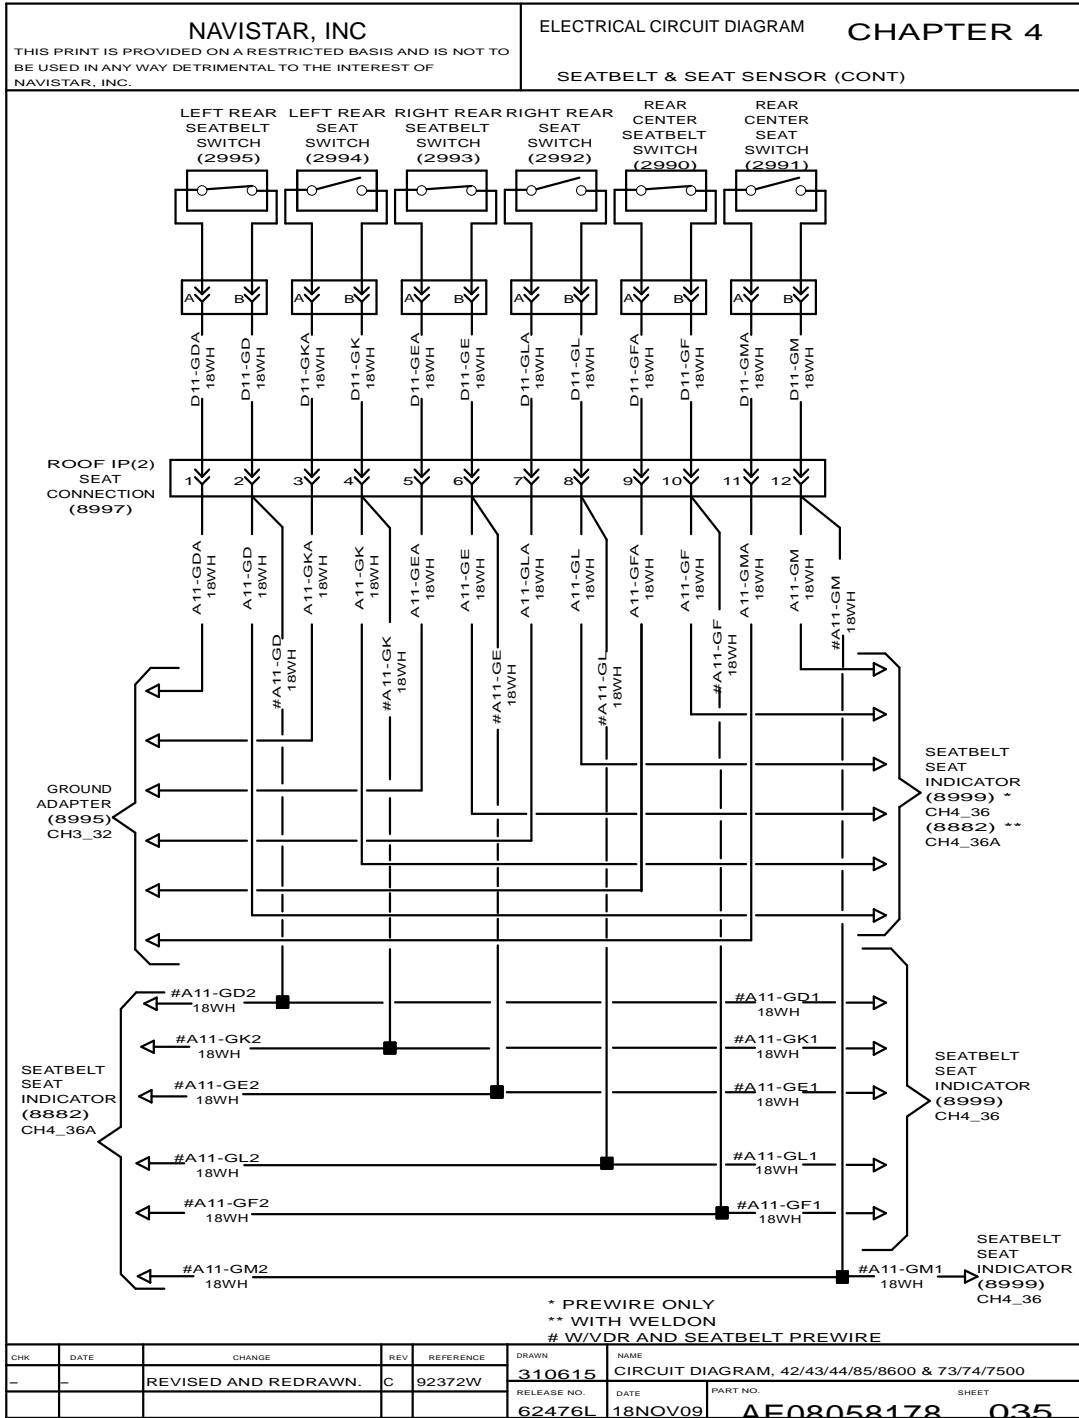 NAVISTAR, INC
THIS PRINT IS PROVIDED ON A RESTRICTED BASIS AND IS NOT TO
BE USED IN ANY WAY DETRIMENTAL TO THE INTEREST OF
NAVISTAR, INC.
ELECTRICAL CIRCUIT DIAGRAM
CHAPTER 4
SEATBELT & SEAT SENSOR (CONT)
LEFT REAR
SEATBELT
SWITCH
(2995)
LEFT REAR
SEAT
SWITCH
(2994)
RIGHT REAR
SEATBELT
SWITCH
(2993)
RIGHT REAR
SEAT
SWITCH
(2992)
REAR
CENTER
SEATBELT
SWITCH
(2990)
REAR
CENTER
SEAT
SWITCH
(2991)
A B A B A B A B A B A B
D11-GDA
18WH
D11-GD
18WH
D11-GKA
18WH
D11-GK
18WH
D11-GEA
18WH
D11-GE
18WH
D11-GLA
18WH
D11-GL
18WH
D11-GFA
18WH
D11-GF
18WH
D11-GMA
18WH
D11-GM
18WH
ROOF IP(2)
SEAT
CONNECTION
(8997)
1 2 3 4 5 6 7 8 9 10 11 12
A11-GDA
18WH
A11-GD
18WH
A11-GKA
18WH
A11-GK
18WH
A11-GEA
18WH
A11-GE
18WH
A11-GLA
18WH
A11-GL
18WH
A11-GFA
18WH
A11-GF
18WH
A11-GMA
18WH
A11-GM
18WH
#A11-GM
18WH
#A11-GD
18WH
#A11-GK
18WH
#A11-GE
18WH
#A11-GL
18WH
#A11-GF
18WH
GROUND
ADAPTER
(8995)
CH3_32
SEATBELT
SEAT
INDICATOR
(8999) *
CH4_36
(8882) **
CH4_36A
#A11-GD2
18WH
#A11-GD1
18WH
#A11-GK2
18WH
#A11-GK1
18WH
#A11-GE2
18WH
#A11-GE1
18WH
#A11-GL2
18WH
#A11-GL1
18WH
#A11-GF2
18WH
#A11-GF1
18WH
#A11-GM2
18WH
#A11-GM1
18WH
SEATBELT
SEAT
INDICATOR
(8882)
CH4_36A
SEATBELT
SEAT
INDICATOR
(8999)
CH4_36
SEATBELT
SEAT
INDICATOR
(8999)
CH4_36
* PREWIRE ONLY
** WITH WELDON
# W/VDR AND SEATBELT PREWIRE
CHK DATE CHANGE REV REFERENCE
– – REVISED AND REDRAWN. C 92372W
DRAWN
310615
NAME
CIRCUIT DIAGRAM, 42/43/44/85/8600 & 73/74/7500
RELEASE NO.
62476L
DATE
18NOV09
PART NO.
AE08058178
SHEET
035